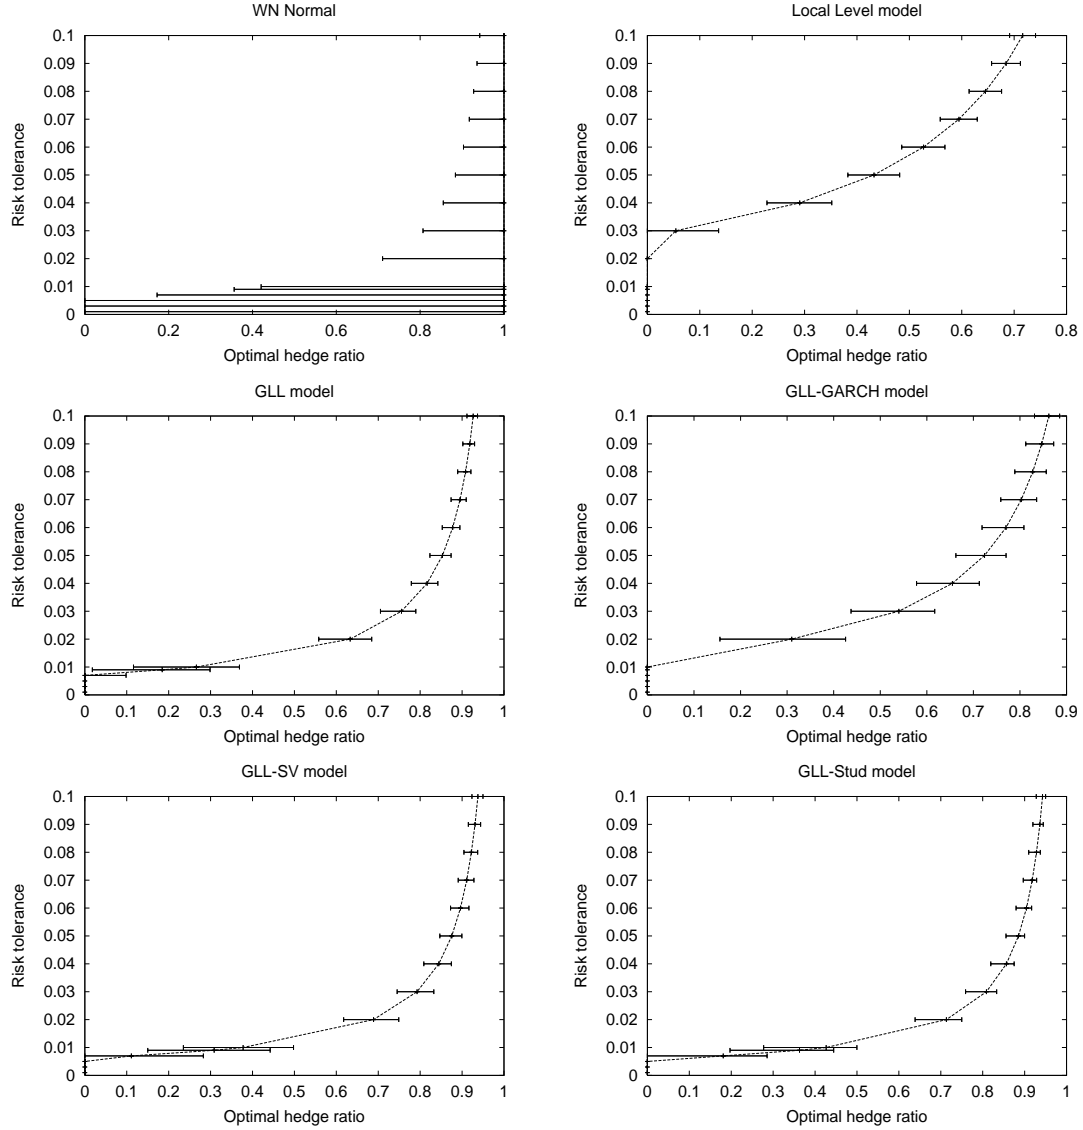 WN Normal
0.1
0.09
0.08
0.07
0.06
0.05
0.04
0.03
0.02
0.01
0
Risk tolerance
0 0.2 0.4 0.6 0.8 1
Optimal hedge ratio
Local Level model
0.1
0.09
0.08
0.07
0.06
0.05
0.04
0.03
0.02
0.01
0
Risk tolerance
0 0.1 0.2 0.3 0.4 0.5 0.6 0.7 0.8
Optimal hedge ratio
GLL model
0.1
0.09
0.08
0.07
0.06
0.05
0.04
0.03
0.02
0.01
0
Risk tolerance
0 0.1 0.2 0.3 0.4 0.5 0.6 0.7 0.8 0.9 1
Optimal hedge ratio
GLL-GARCH model
0.1
0.09
0.08
0.07
0.06
0.05
0.04
0.03
0.02
0.01
0
Risk tolerance
0 0.1 0.2 0.3 0.4 0.5 0.6 0.7 0.8 0.9
Optimal hedge ratio
GLL-SV model
0.1
0.09
0.08
0.07
0.06
0.05
0.04
0.03
0.02
0.01
0
Risk tolerance
0 0.1 0.2 0.3 0.4 0.5 0.6 0.7 0.8 0.9 1
Optimal hedge ratio
GLL-Stud model
0.1
0.09
0.08
0.07
0.06
0.05
0.04
0.03
0.02
0.01
0
Risk tolerance
0 0.1 0.2 0.3 0.4 0.5 0.6 0.7 0.8 0.9 1
Optimal hedge ratio